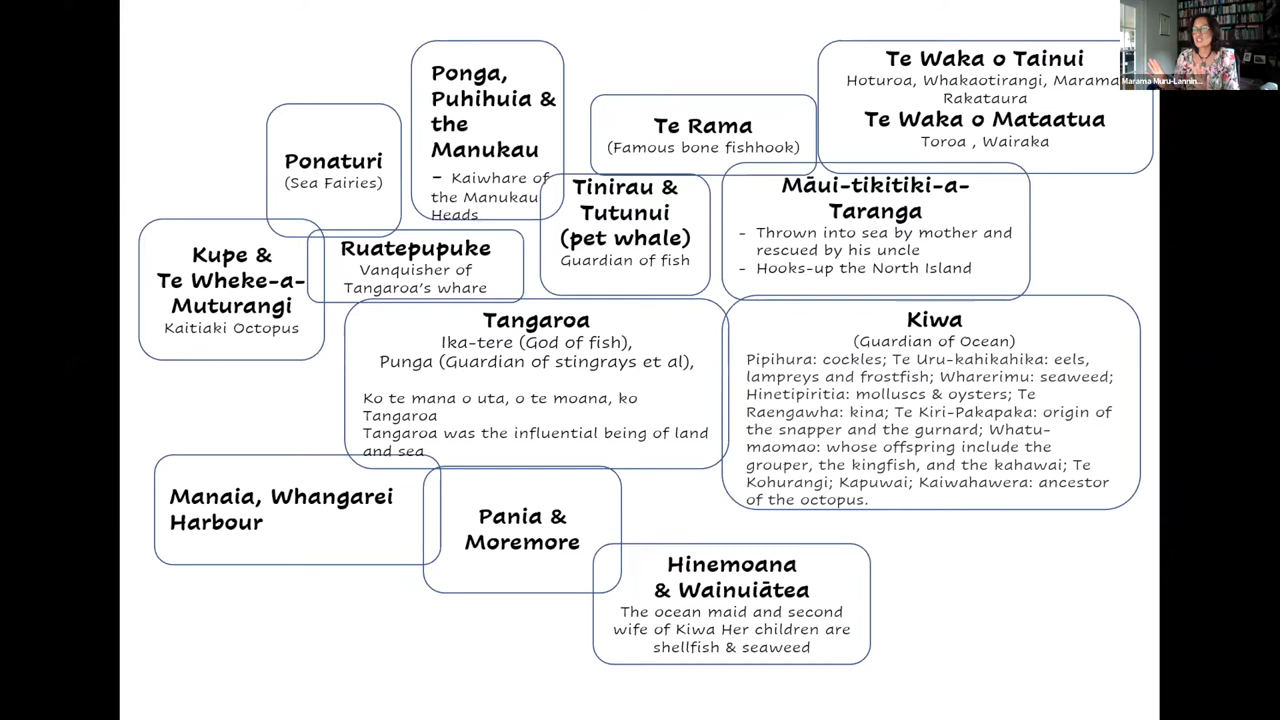 Ponga,
Puhihuia &
the
Manukau
- Kaiwhare of
the Manukau
Heads
Te Waka o Tainui
Hoturoa, Whakaotirangi, Marama
Rakataura
Te Waka o Mataatua
Toroa , Wairaka
Marama Muru-Lannin...
Te Rama
(Famous bone fishhook)
Ponaturi
(Sea Fairies)
Tinirau &
Tutunui
(pet whale)
Guardian of fish
Māui-tikitiki-a-
Taranga
- Thrown into sea by mother and
rescued by his uncle
- Hooks-up the North Island
Kupe &
Te Wheke-a-
Muturangi
Kaitiaki Octopus
Ruatepupuke
Vanquisher of
Tangaroa's whare
Tangaroa
Ika-tere (God of fish),
Punga (Guardian of stingrays et al),
Ko te mana o uta, o te moana, ko
Tangaroa
Tangaroa was the influential being of land
and sea
Kiwa
(Guardian of Ocean)
Pipihura: cockles; Te Uru-kahikahika: eels,
lampreys and frostfish; Wharerimu: seaweed;
Hinetipiritia: molluscs & oysters; Te
Raengawha: kina; Te Kiri-Pakapaka: origin of
the snapper and the gurnard; Whatu-
maomao: whose offspring include the
grouper, the kingfish, and the kahawai; Te
Kohurangi; Kapuwai; Kaiwahawera: ancestor
of the octopus.
Manaia, Whangarei
Harbour
Pania &
Moremore
Hinemoana
& Wainuiātea
The ocean maid and second
wife of Kiwa Her children are
shellfish & seaweed